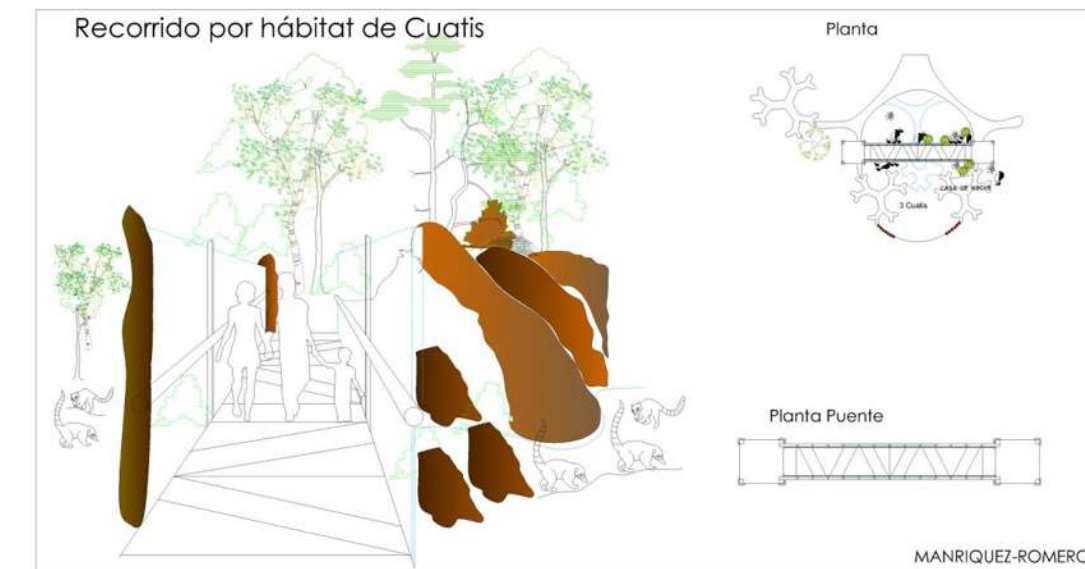 Recorrido por hábitat de Cuatis
Planta
CASA DE NOCHE
3 Cuatis
Planta Puente
MANRIQUEZ-ROMERO